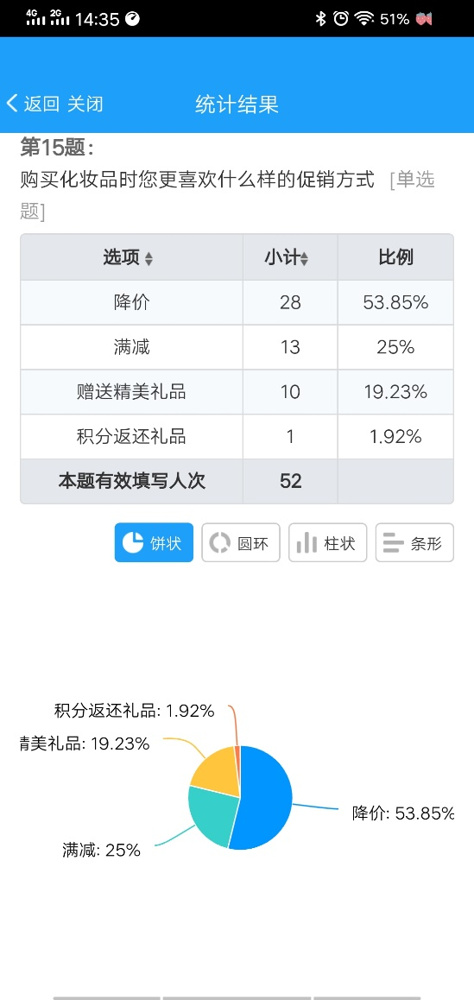 4G 2G 14:35 51%
返回 关闭 统计结果
第15题：
购买化妆品时您更喜欢什么样的促销方式 [单选
题]
选项 小计 比例
降价 28 53.85%
满减 13 25%
赠送精美礼品 10 19.23%
积分返还礼品 1 1.92%
本题有效填写人次 52
饼状 圆环 柱状 条形
积分返还礼品: 1.92%
美礼品: 19.23%
降价: 53.85%
满减: 25%